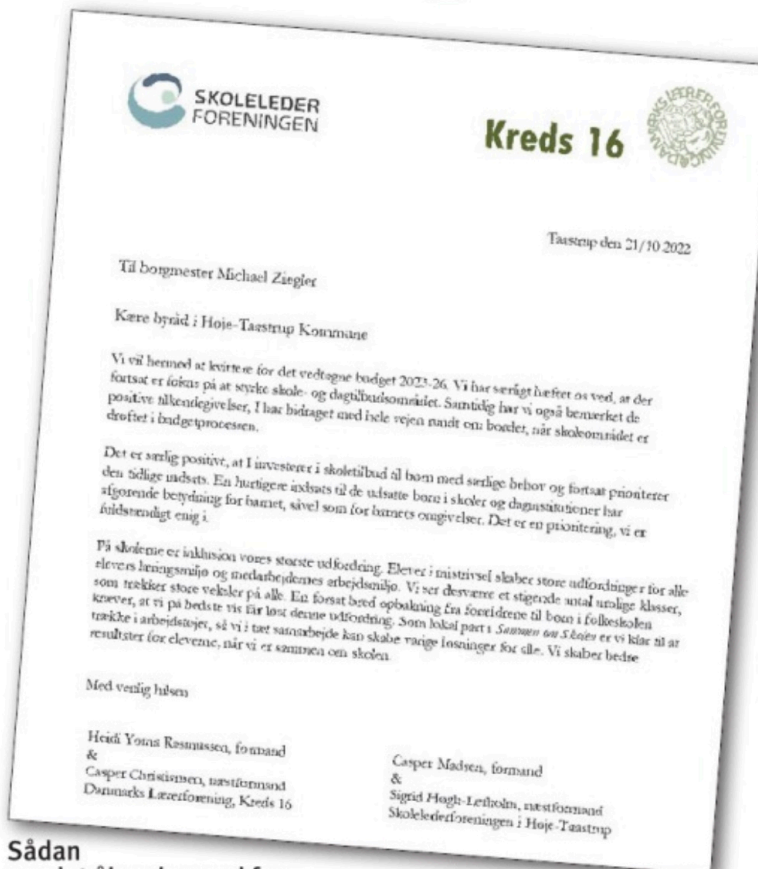 SKOLELEDER
FORENINGEN
Kreds 16
DANMARKS LÆRERFORENING
Taastrup den 21/10 2022
Til borgmester Michael Ziegler
Kære byråd i Høje-Taastrup Kommune
Vi vil hermed at kvittere for det vedtagne budget 2023-26. Vi har særligt hæftet os ved, at der
fortsat er fokus på at styrke skole- og dagtilbudsområdet. Samtidig har vi også bemærket de
positive tilkendegivelser, I har bidraget med hele vejen rundt om bordet, når skoleområdet er
drøftet i budgetprocessen.
Det er særlig positive, at I investerer i skoletilbud til børn med særlige behov og fortsat prioriterer
den tidlige indsats. En hurtigere indsats til de udsatte børn i skoler og daginstitutioner har
afgørende betydning for barnet, såvel som for barnets omgivelser. Det er en prioritering, vi er
fuldstændigt enig i.
På skolerne er inklusion vores største udfordring. Elever i mistrivsel skaber store udfordringer for alle
elevers læringsmiljø og medarbejdernes arbejdsmiljø. Vi ser desværre et stigende antal urolige klasser,
som trækker store veksler på alle. En forsat bred opbakning fra forældrene til børn i folkeskolen
kræver, at vi på bedste vis får løst denne udfordring. Som lokal part i Sammen om Skolen er vi klar til at
trække i arbejdstøjet, så vi i tæt samarbejde kan skabe varige løsninger for alle. Vi skaber bedre
resultater for eleverne, når vi er sammen om skolen
Med venlig hilsen
Heidi Yoma Rasmussen, formand
&
Casper Christensen, næstformand
Danmarks Lærerforening, Kreds 16
Casper Madsen, formand
&
Sigrid Høgh-Lefholm, næstformand
Skolelederforeningen i Høje-Taastrup
Sådan